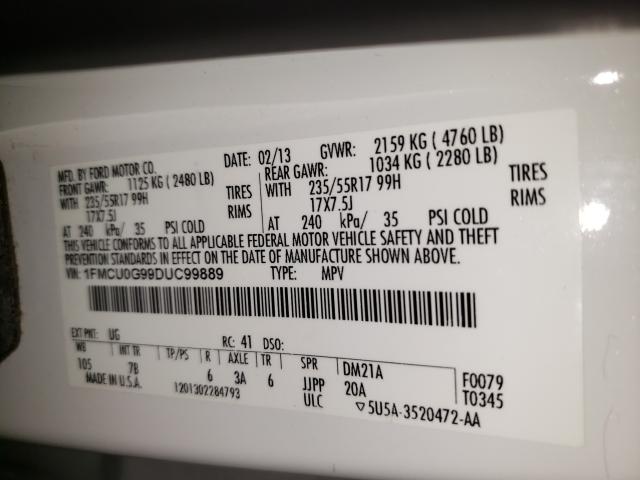 MFD. BY FORD MOTOR CO.
DATE: 02/13 GVWR: 2159 KG ( 4760 LB)
FRONT GAWR: 1125 KG ( 2480 LB) REAR GAWR: 1034 KG ( 2280 LB)
WITH 235/55R17 99H TIRES WITH 235/55R17 99H TIRES
17X7.5J RIMS 17X7.5J RIMS
AT 240 kPa/ 35 PSI COLD AT 240 kPa/ 35 PSI COLD
THIS VEHICLE CONFORMS TO ALL APPLICABLE FEDERAL MOTOR VEHICLE SAFETY AND THEFT
PREVENTION STANDARDS IN EFFECT ON THE DATE OF MANUFACTURE SHOWN ABOVE.
VIN: 1FMCU0G99DUC99889 TYPE: MPV
EXT PNT: UG RC: 41 DSO:
WB INT TR TP/PS R AXLE TR SPR DM21A F0079
105 7B 6 3A 6 JJPP 20A T0345
MADE IN U.S.A. 1201302284793 ULC ▽5U5A-3520472-AA